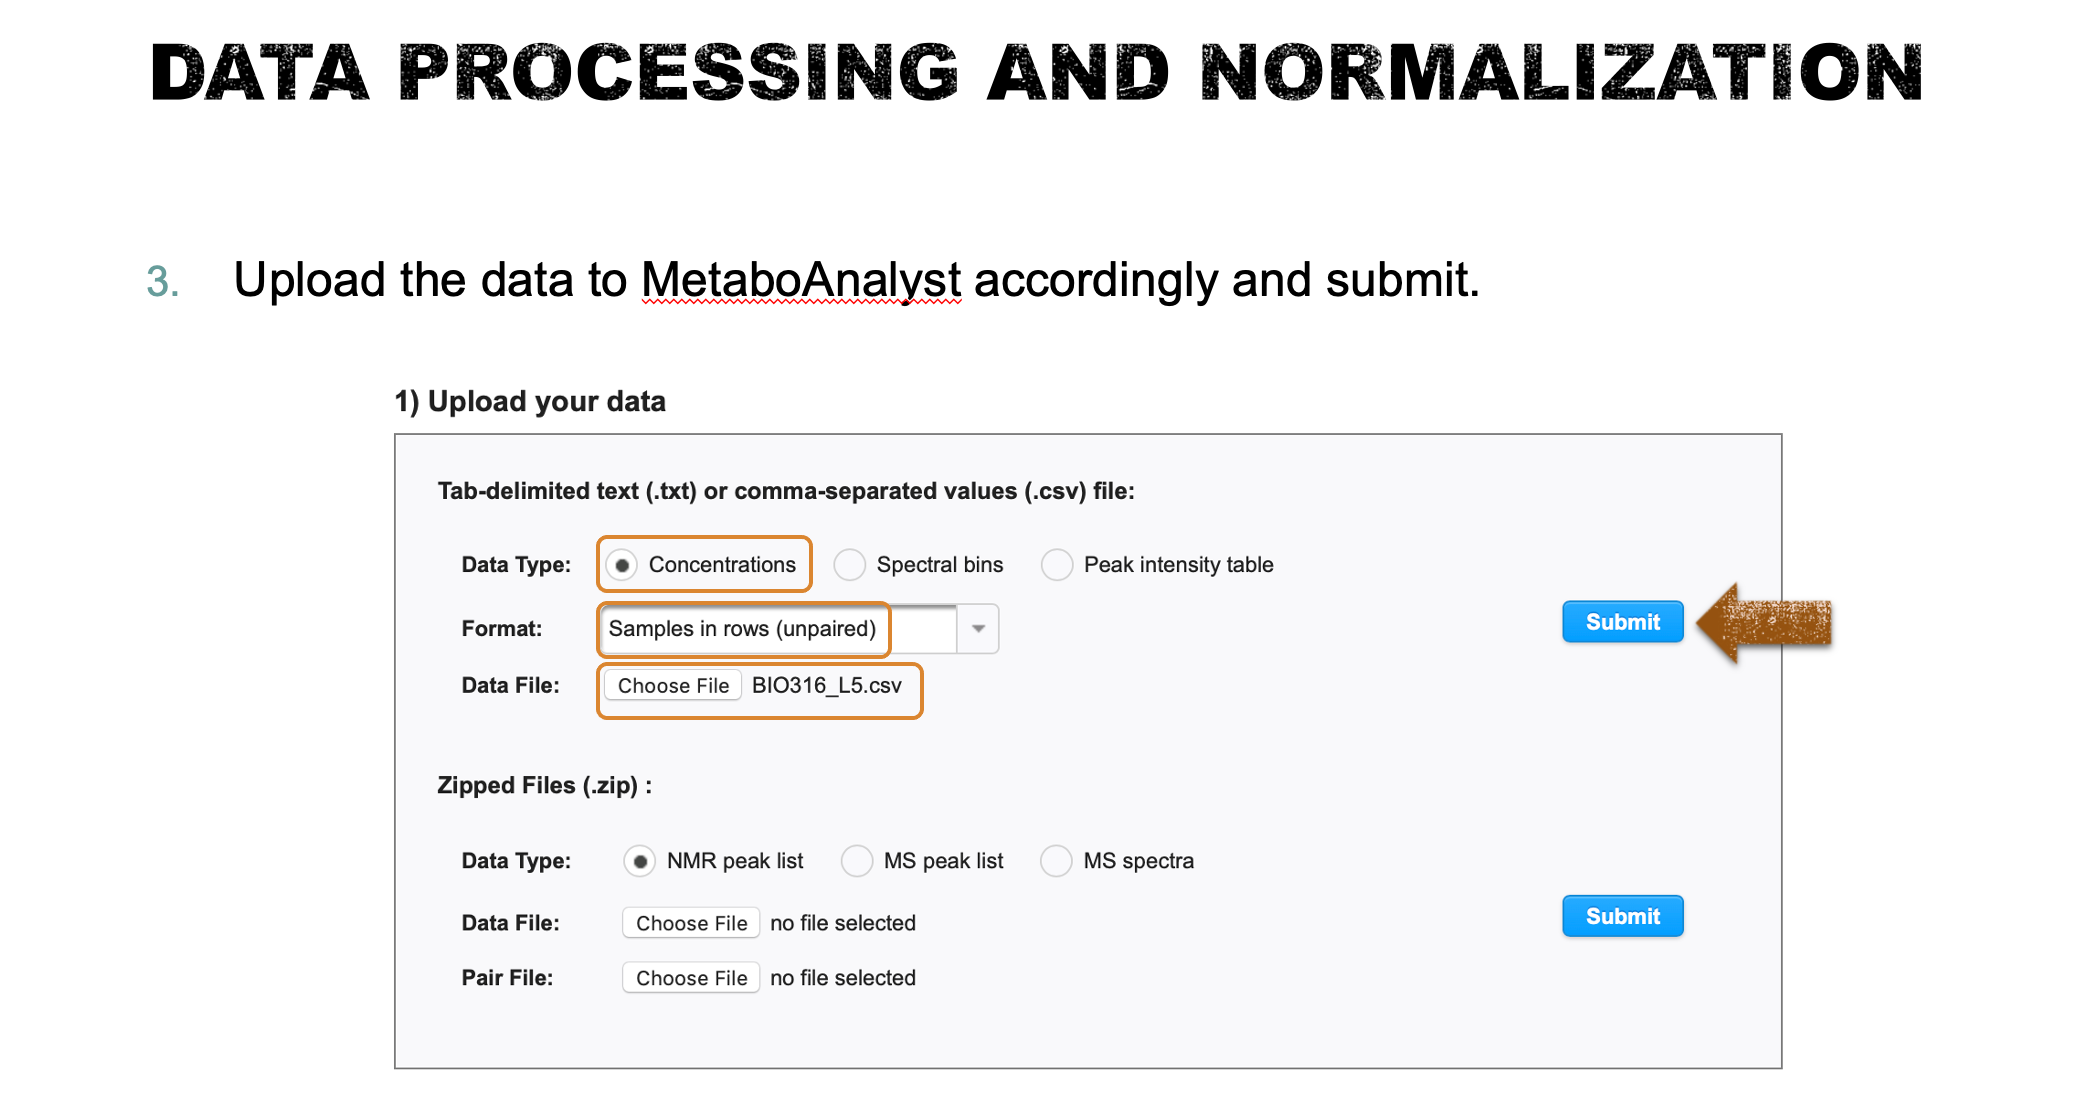 DATA PROCESSING AND NORMALIZATION
3. Upload the data to MetaboAnalyst accordingly and submit.
1) Upload your data
Tab-delimited text (.txt) or comma-separated values (.csv) file:
Data Type: Concentrations Spectral bins Peak intensity table
Format: Samples in rows (unpaired)
Submit
Data File: Choose File BIO316_L5.csv
Zipped Files (.zip) :
Data Type: NMR peak list MS peak list MS spectra
Data File: Choose File no file selected
Submit
Pair File: Choose File no file selected